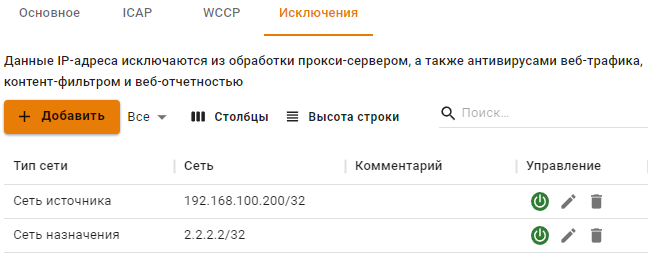 Основное ICAP WCCP Исключения
Данные IP-адреса исключаются из обработки прокси-сервером, а также антивирусами веб-трафика,
контент-фильтром и веб-отчетностью
Добавить Все Столбцы Высота строки Поиск...
Тип сети Сеть Комментарий Управление
Сеть источника 192.168.100.200/32
Сеть назначения 2.2.2.2/32